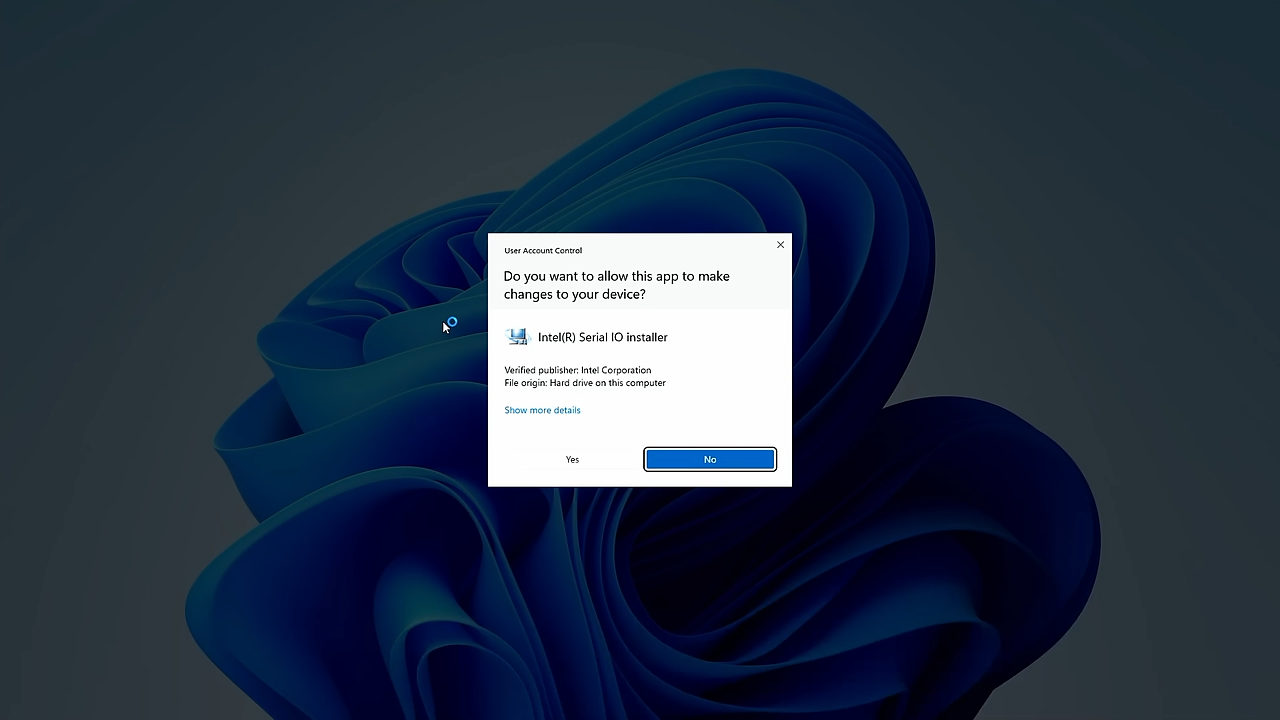 User Account Control
Do you want to allow this app to make
changes to your device?
Intel(R) Serial IO installer
Verified publisher: Intel Corporation
File origin: Hard drive on this computer
Show more details
Yes
No